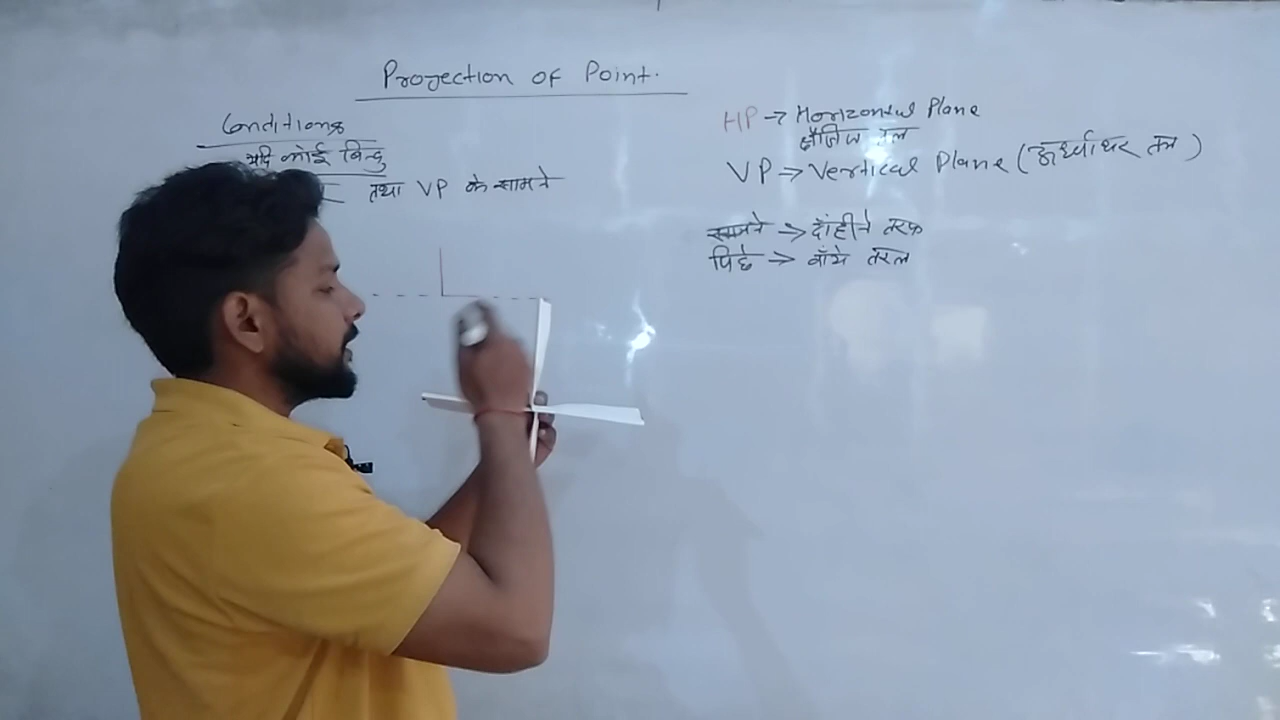 Projection of Point.
Conditions
यदि कोई बिन्दु
तथा VP के सामने
HP → Horizontal Plane
क्षैतिज तल
VP → Vertical Plane (ऊर्ध्वाधर तल)
सामने → दाँहीने तरफ
पिछे → बाँये तरफ